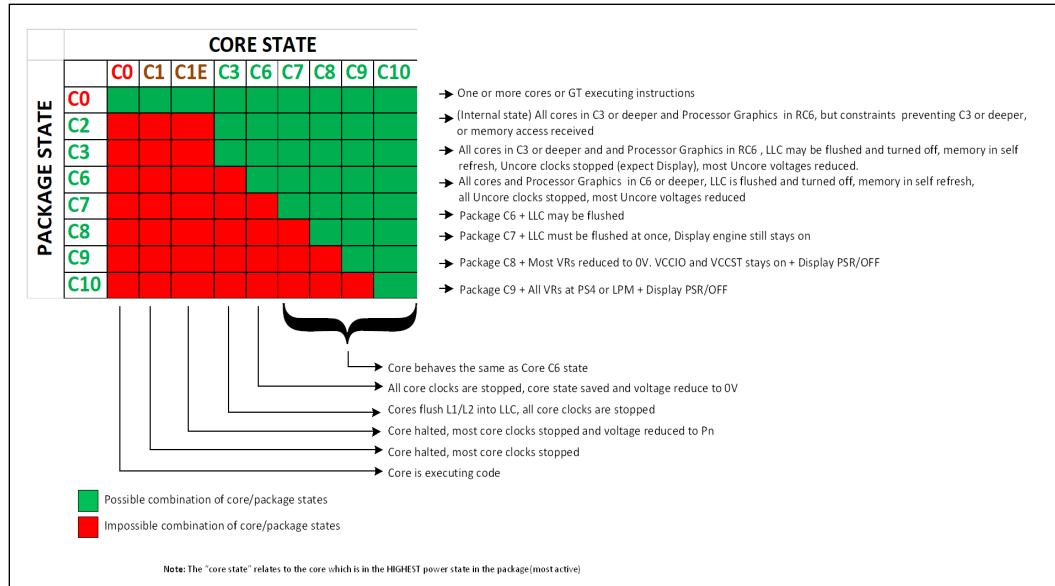 CORE STATE
C0 C1 C1E C3 C6 C7 C8 C9 C10
PACKAGE STATE
C0
One or more cores or GT executing instructions
C2
(Internal state) All cores in C3 or deeper and Processor Graphics in RC6, but constraints preventing C3 or deeper,
or memory access received
C3
All cores in C3 or deeper and and Processor Graphics in RC6 , LLC may be flushed and turned off, memory in self
refresh, Uncore clocks stopped (expect Display), most Uncore voltages reduced.
C6
All cores and Processor Graphics in C6 or deeper, LLC is flushed and turned off, memory in self refresh,
all Uncore clocks stopped, most Uncore voltages reduced
C7
Package C6 + LLC may be flushed
C8
Package C7 + LLC must be flushed at once, Display engine still stays on
C9
Package C8 + Most VRs reduced to 0V. VCCIO and VCCST stays on + Display PSR/OFF
C10
Package C9 + All VRs at PS4 or LPM + Display PSR/OFF
Core behaves the same as Core C6 state
All core clocks are stopped, core state saved and voltage reduce to 0V
Cores flush L1/L2 into LLC, all core clocks are stopped
Core halted, most core clocks stopped and voltage reduced to Pn
Core halted, most core clocks stopped
Core is executing code
Possible combination of core/package states
Impossible combination of core/package states
Note: The "core state" relates to the core which is in the HIGHEST power state in the package(most active)